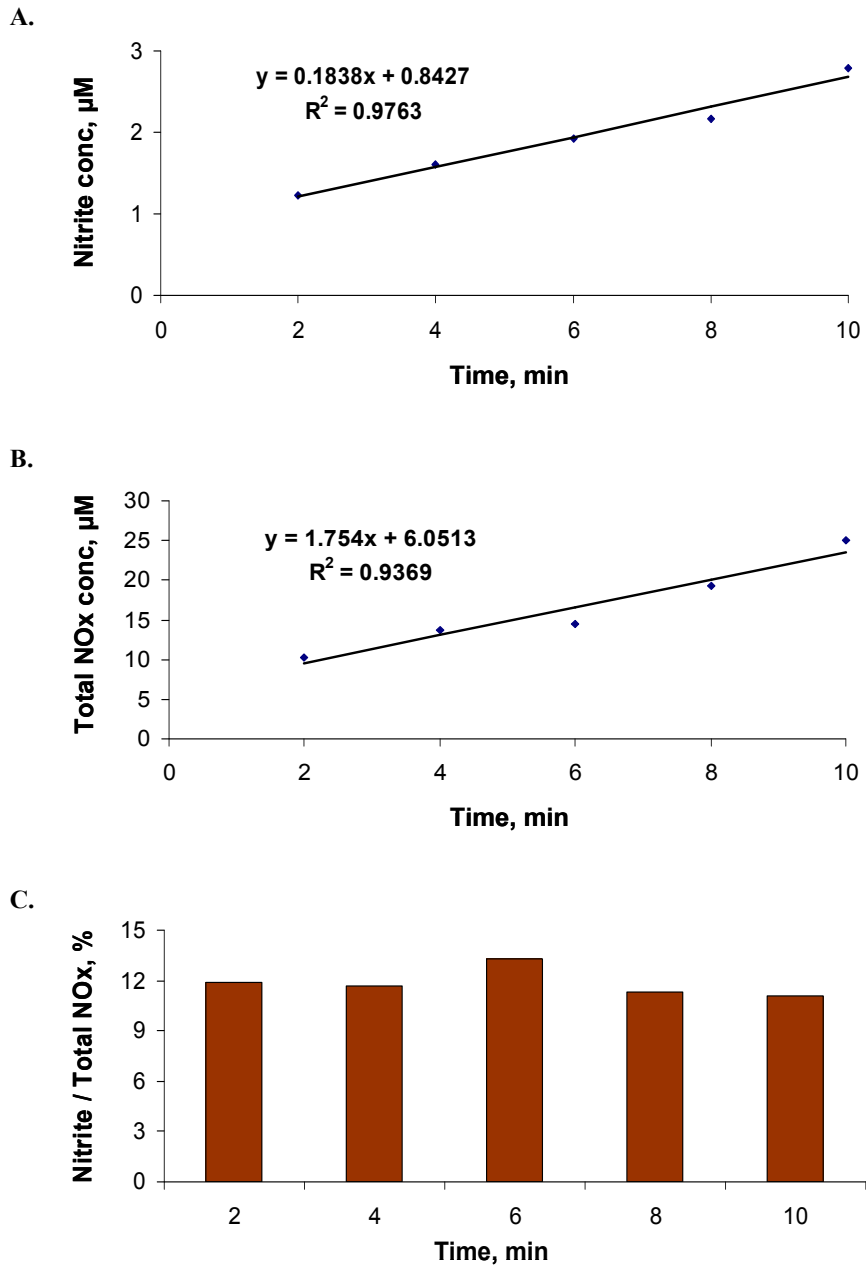 A.
Nitrite conc, µM
3
2
1
0
y = 0.1838x + 0.8427
R² = 0.9763
0 2 4 6 8 10
Time, min
B.
Total NOx conc, µM
30
25
20
15
10
5
0
y = 1.754x + 6.0513
R² = 0.9369
0 2 4 6 8 10
Time, min
C.
Nitrite / Total NOx, %
15
12
9
6
3
0
2 4 6 8 10
Time, min